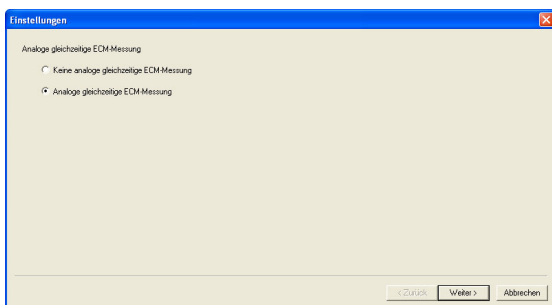 Einstellungen
Analoge gleichzeitige ECM-Messung
Keine analoge gleichzeitige ECM-Messung
Analoge gleichzeitige ECM-Messung
< Zurück Weiter > Abbrechen